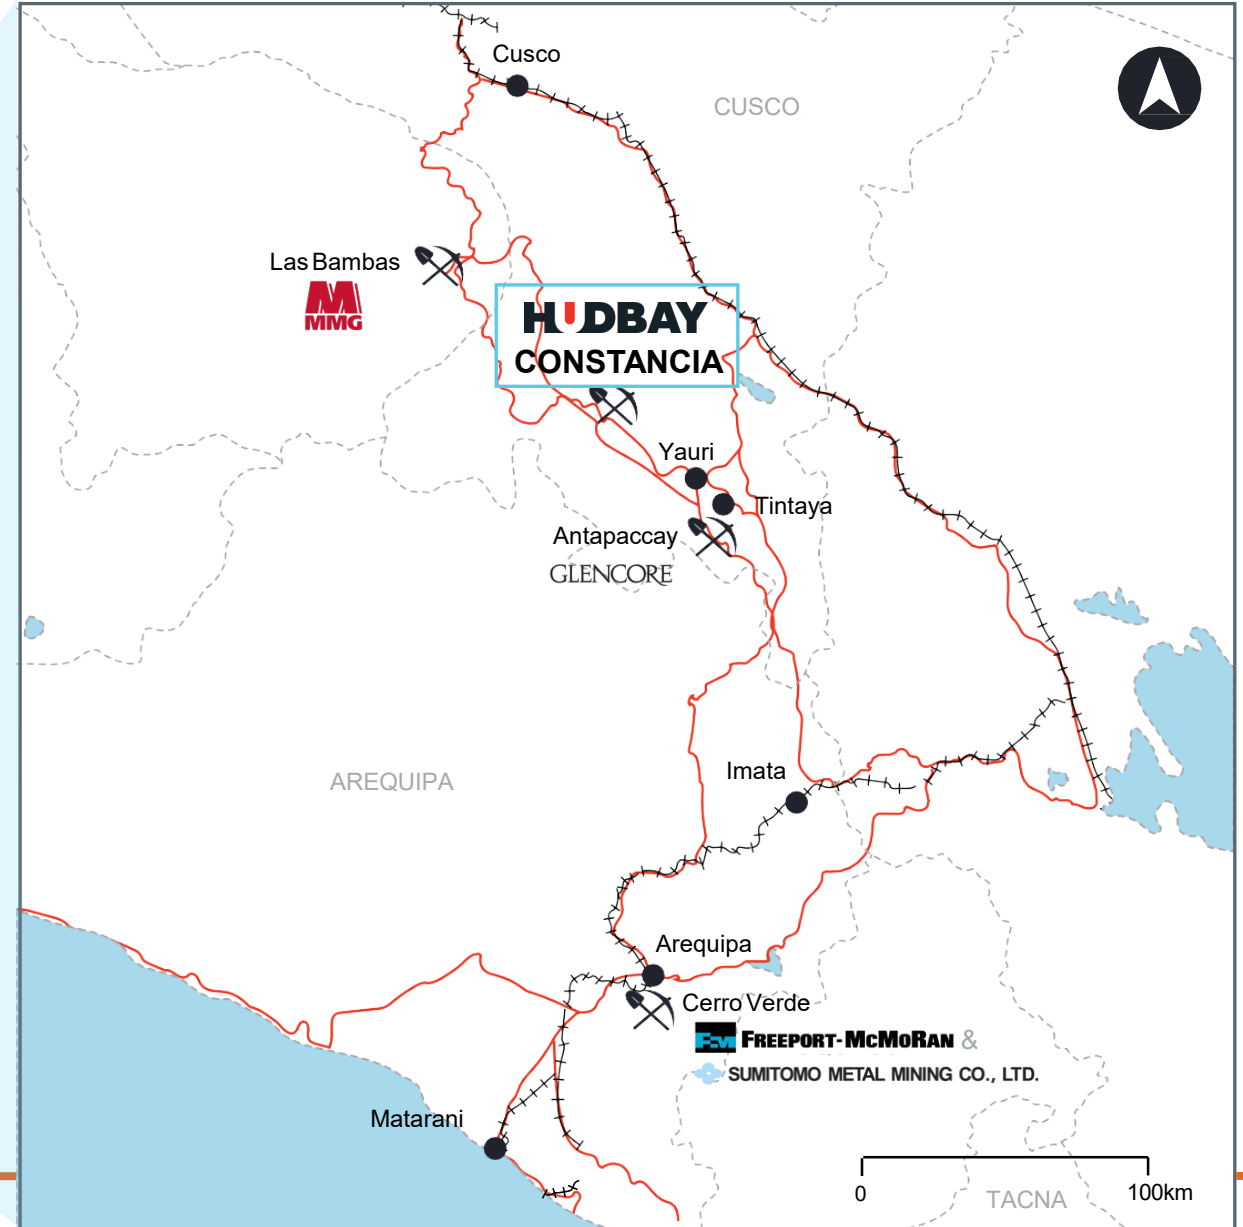 Cusco
CUSCO
Las Bambas
MMG
HUDBAY
CONSTANCIA
Yauri
Tintaya
Antapaccay
GLENCORE
Imata
AREQUIPA
Arequipa
Cerro Verde
FCX FREEPORT-MCMORAN &
SUMITOMO METAL MINING CO., LTD.
Matarani
0
100km
TACNA